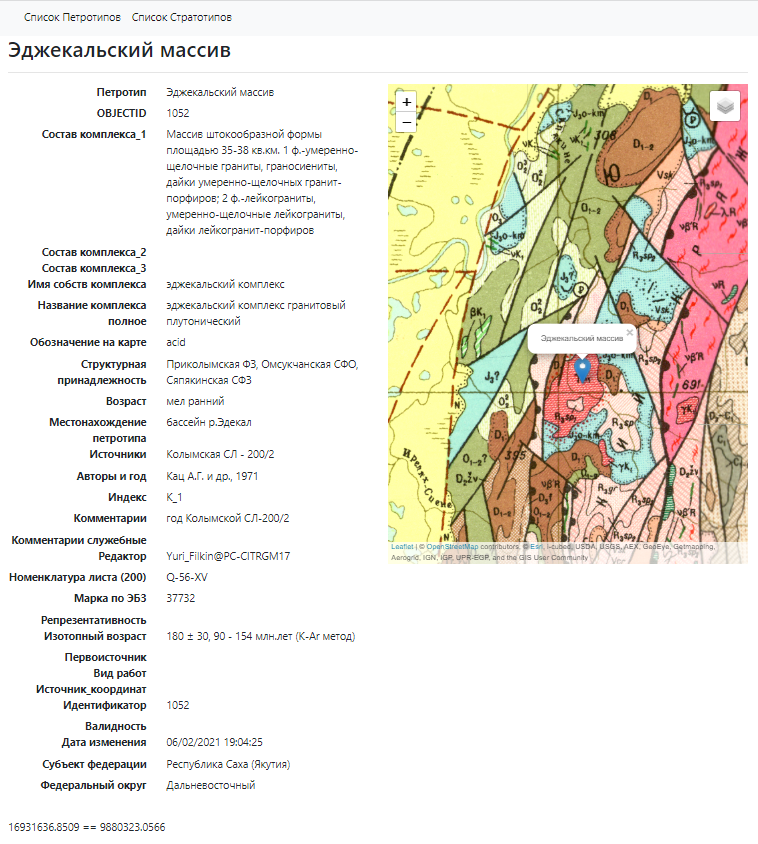 Список Петротипов Список Стратотипов
Эджекальский массив
Петротип Эджекальский массив
OBJECTID 1052
Состав комплекса_1 Массив штокообразной формы
площадью 35-38 кв.км. 1 ф.-умеренно-
щелочные граниты, граносиениты,
дайки умеренно-щелочных гранит-
порфиров; 2 ф.-лейкограниты,
умеренно-щелочные лейкограниты,
дайки лейкогранит-порфиров
Состав комплекса_2
Состав комплекса_3
Имя собств комплекса эджекальский комплекс
Название комплекса эджекальский комплекс гранитовый
полное плутонический
Обозначение на карте acid
Структурная Приколымская ФЗ, Омсукчанская СФО,
принадлежность Сяпякинская СФЗ
Возраст мел ранний
Местонахождение бассейн р.Эдекал
петротипа
Источники Колымская СЛ - 200/2
Авторы и год Кац А.Г. и др., 1971
Индекс K_1
Комментарии год Колымской СЛ-200/2
Комментарии служебные
Редактор Yuri_Filkin@PC-CITRGM17
Номенклатура листа (200) Q-56-XV
Марка по ЭБЗ 37732
Репрезентативность
Изотопный возраст 180 ± 30, 90 - 154 млн.лет (K-Ar метод)
Первоисточник
Вид работ
Источник_координат
Идентификатор 1052
Валидность
Дата изменения 06/02/2021 19:04:25
Субъект федерации Республика Саха (Якутия)
Федеральный округ Дальневосточный
16931636.8509 == 9880323.0566
+
−
Эджекальский массив
×
308
395
691
Leaflet | © OpenStreetMap contributors, © Esri, i-cubed, USDA, USGS, AEX, GeoEye, Getmapping,
Aerogrid, IGN, IGP, UPR-EGP, and the GIS User Community